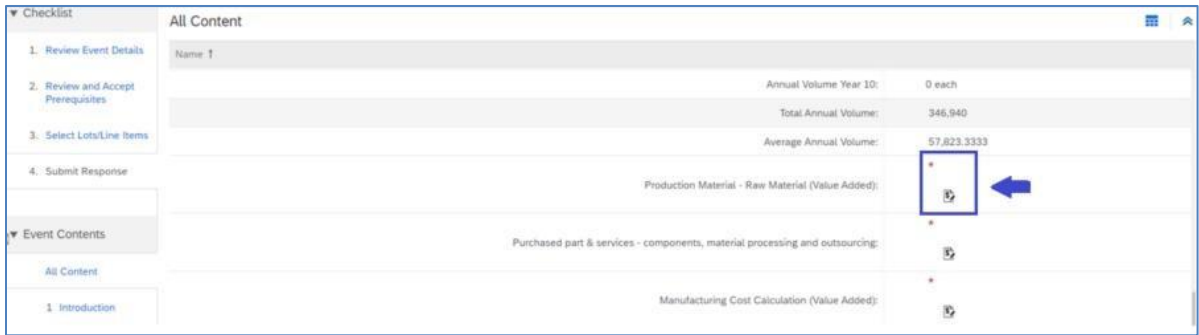 ▼ Checklist
1. Review Event Details
2. Review and Accept
Prerequisites
3. Select Lots/Line Items
4. Submit Response
▼ Event Contents
All Content
1 Introduction
All Content
Name ↑
Annual Volume Year 10: 0 each
Total Annual Volume: 346,940
Average Annual Volume: 57,823.3333
*
Production Material - Raw Material (Value Added):
*
Purchased part & services - components, material processing and outsourcing:
*
Manufacturing Cost Calculation (Value Added):